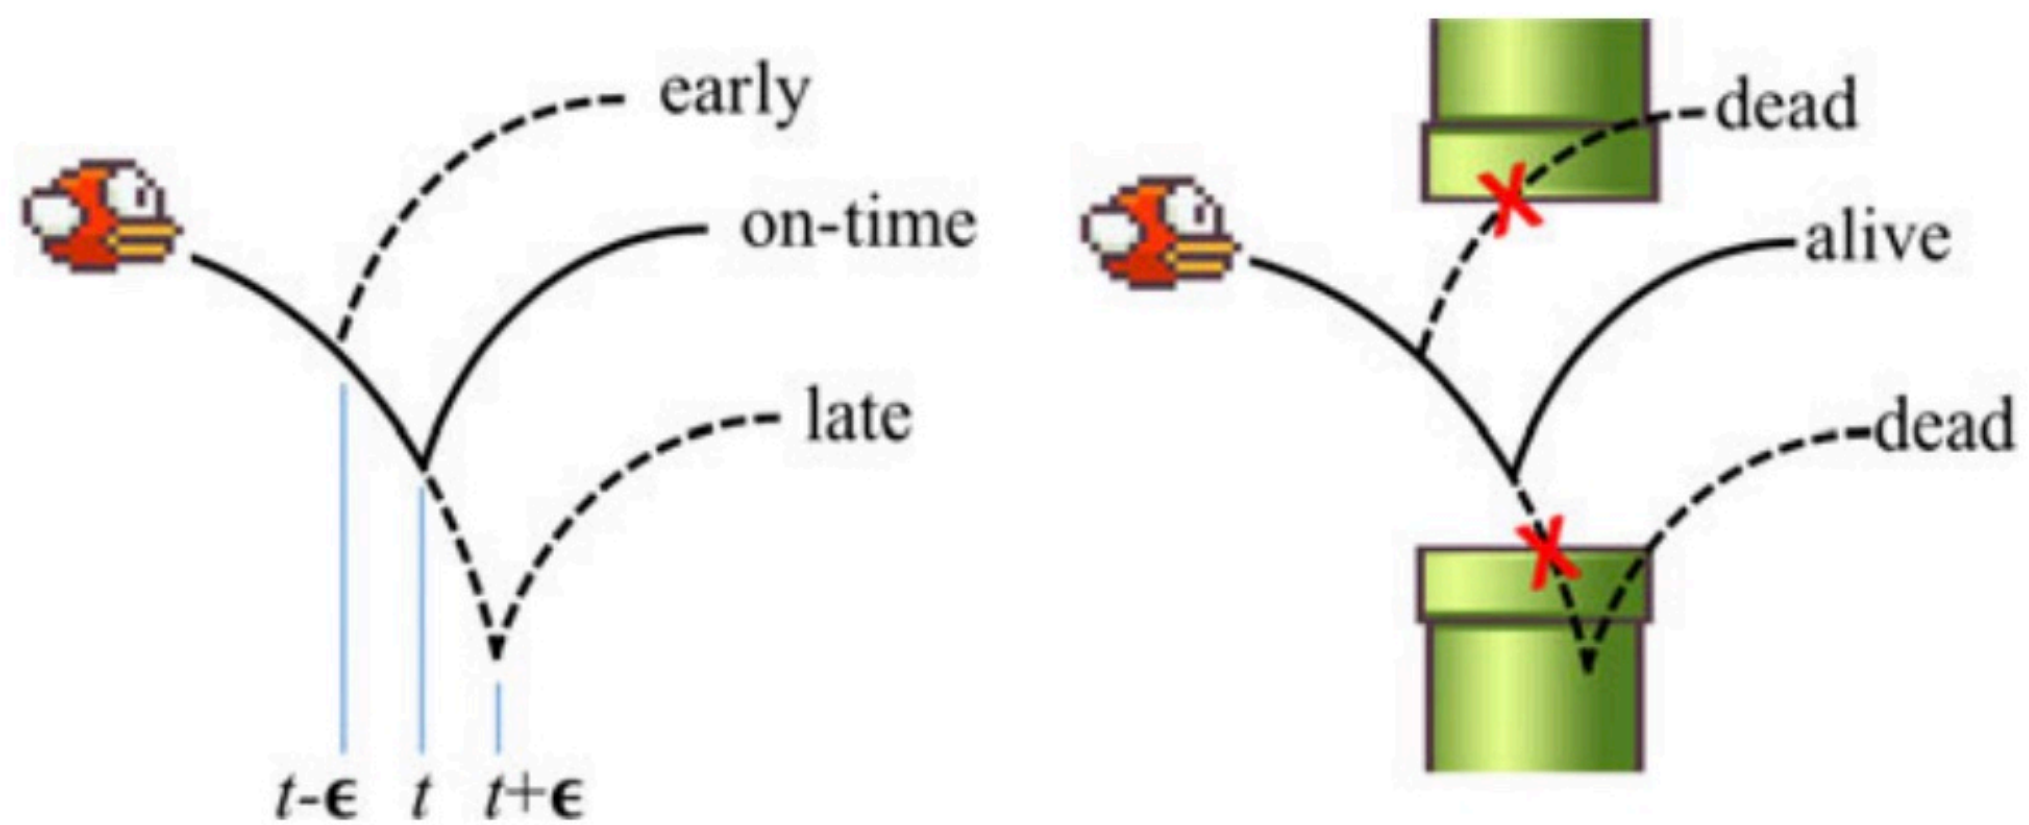 early
on-time
late
t-ϵ t t+ϵ
dead
alive
dead